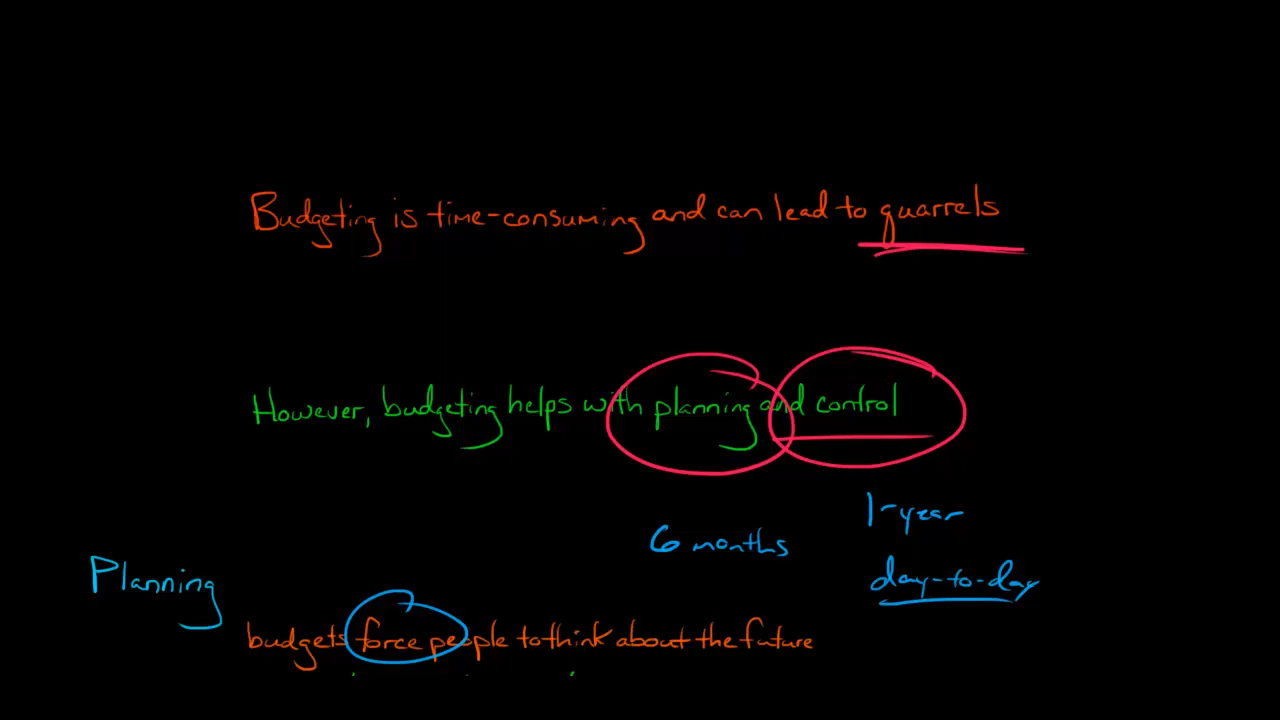 Budgeting is time-consuming and can lead to quarrels
However, budgeting helps with planning and control
1-year
6 months
day-to-day
Planning
budgets force people to think about the future